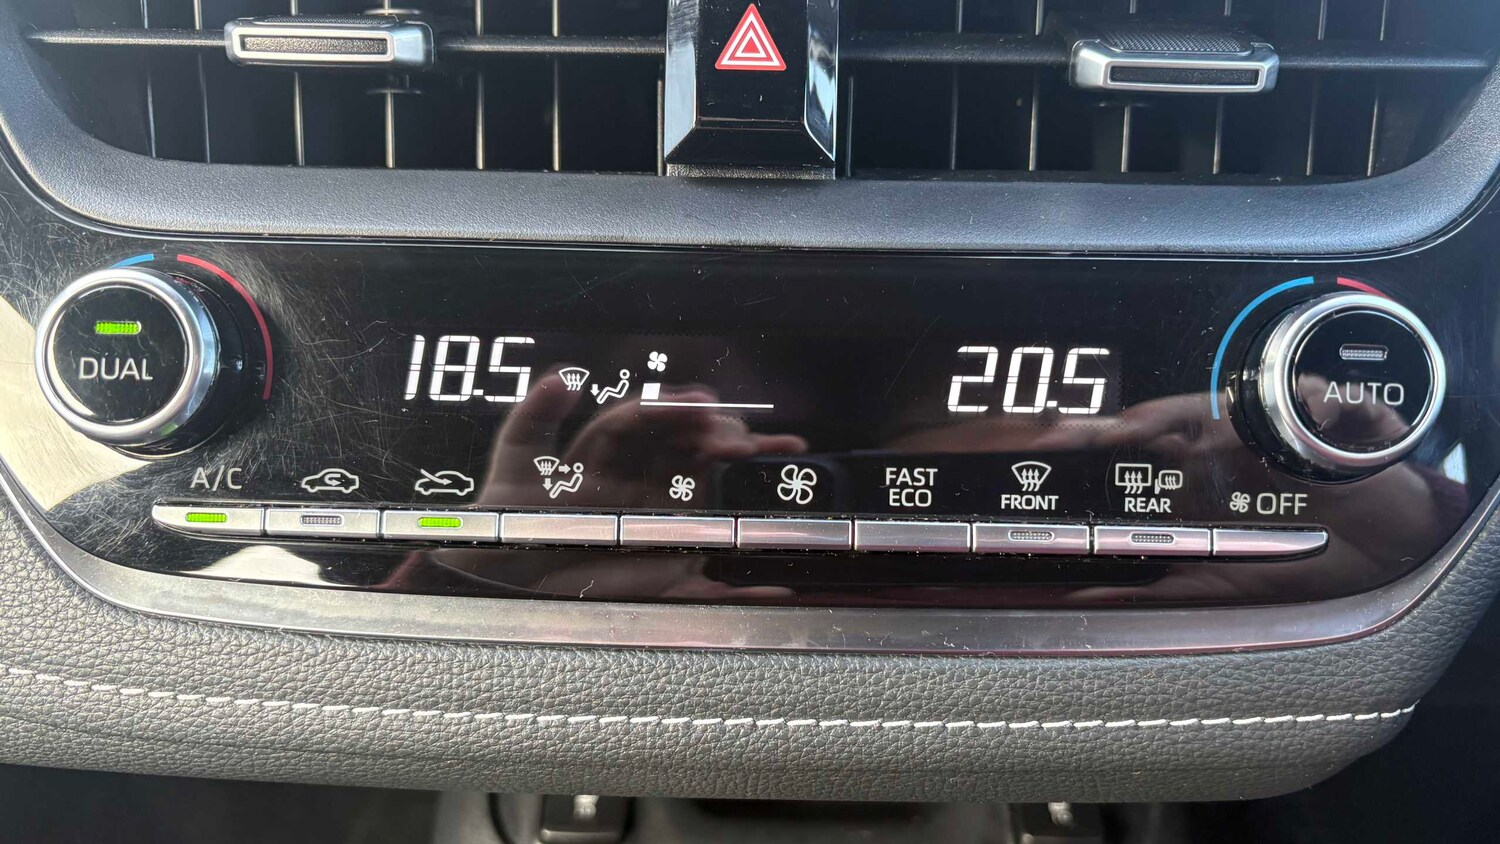 DUAL
18.5
20.5
AUTO
A/C
FAST
ECO
FRONT
REAR
OFF